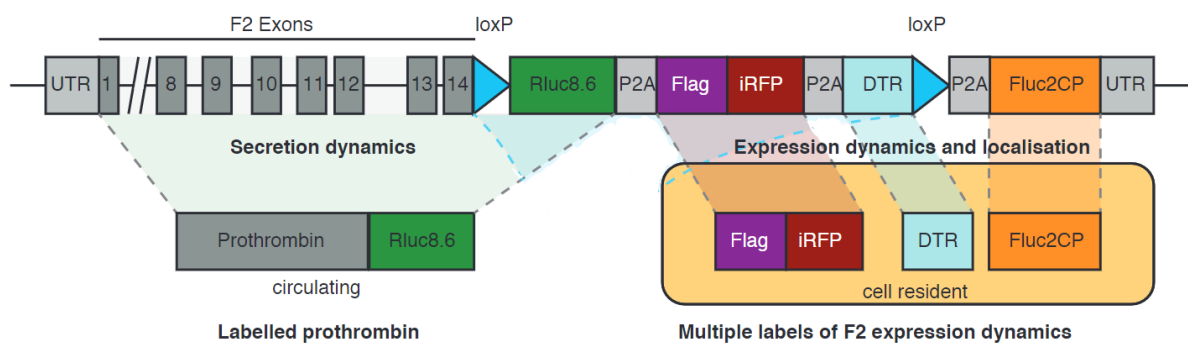 F2 Exons
loxP
loxP
UTR 1 8 9 10 11 12 13 14 Rluc8.6 P2A Flag iRFP P2A DTR P2A Fluc2CP UTR
Secretion dynamics
Expression dynamics and localisation
Prothrombin Rluc8.6
Flag iRFP DTR Fluc2CP
circulating
cell resident
Labelled prothrombin
Multiple labels of F2 expression dynamics